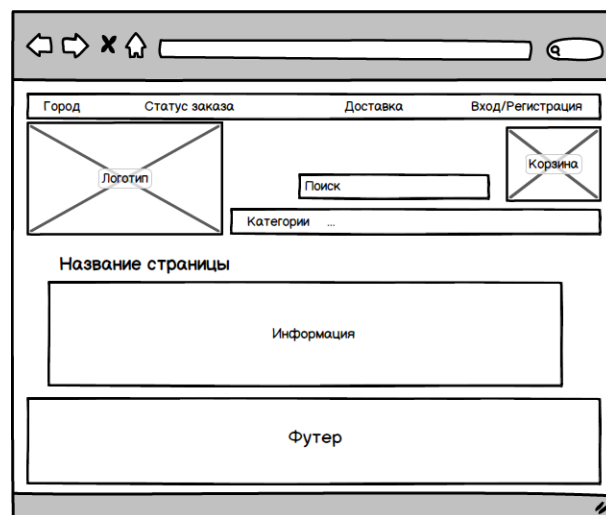 Город Статус заказа Доставка Вход/Регистрация
Логотип
Корзина
Поиск
Категории ...
Название страницы
Информация
Футер